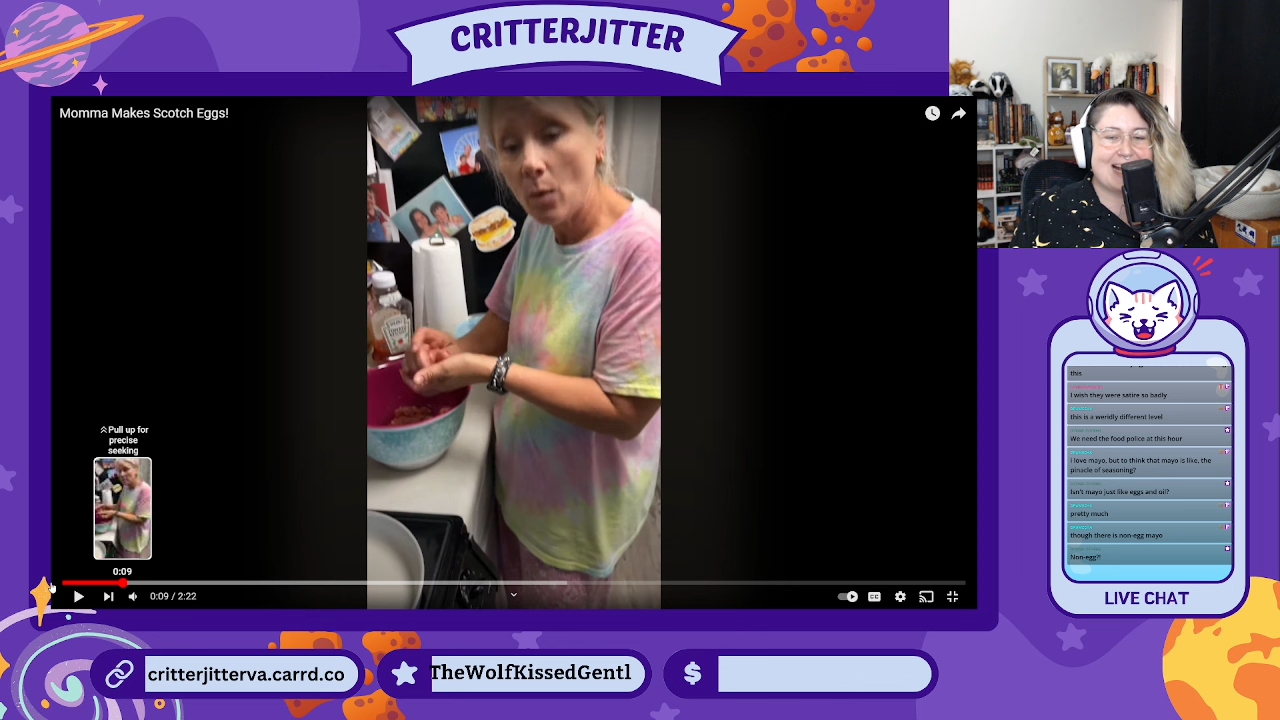 CRITTERJITTER
Momma Makes Scotch Eggs!
Pull up for
precise
seeking
0:09
0:09 / 2:22
CC
this
I wish they were satire so badly
this is a weridly different level
We need the food police at this hour
I love mayo, but to think that mayo is like, the
pinacle of seasoning?
Isn't mayo just like eggs and oil?
pretty much
though there is non-egg mayo
Non-egg?!
LIVE CHAT
critterjitterva.carrd.co
TheWolfKissedGentl
$